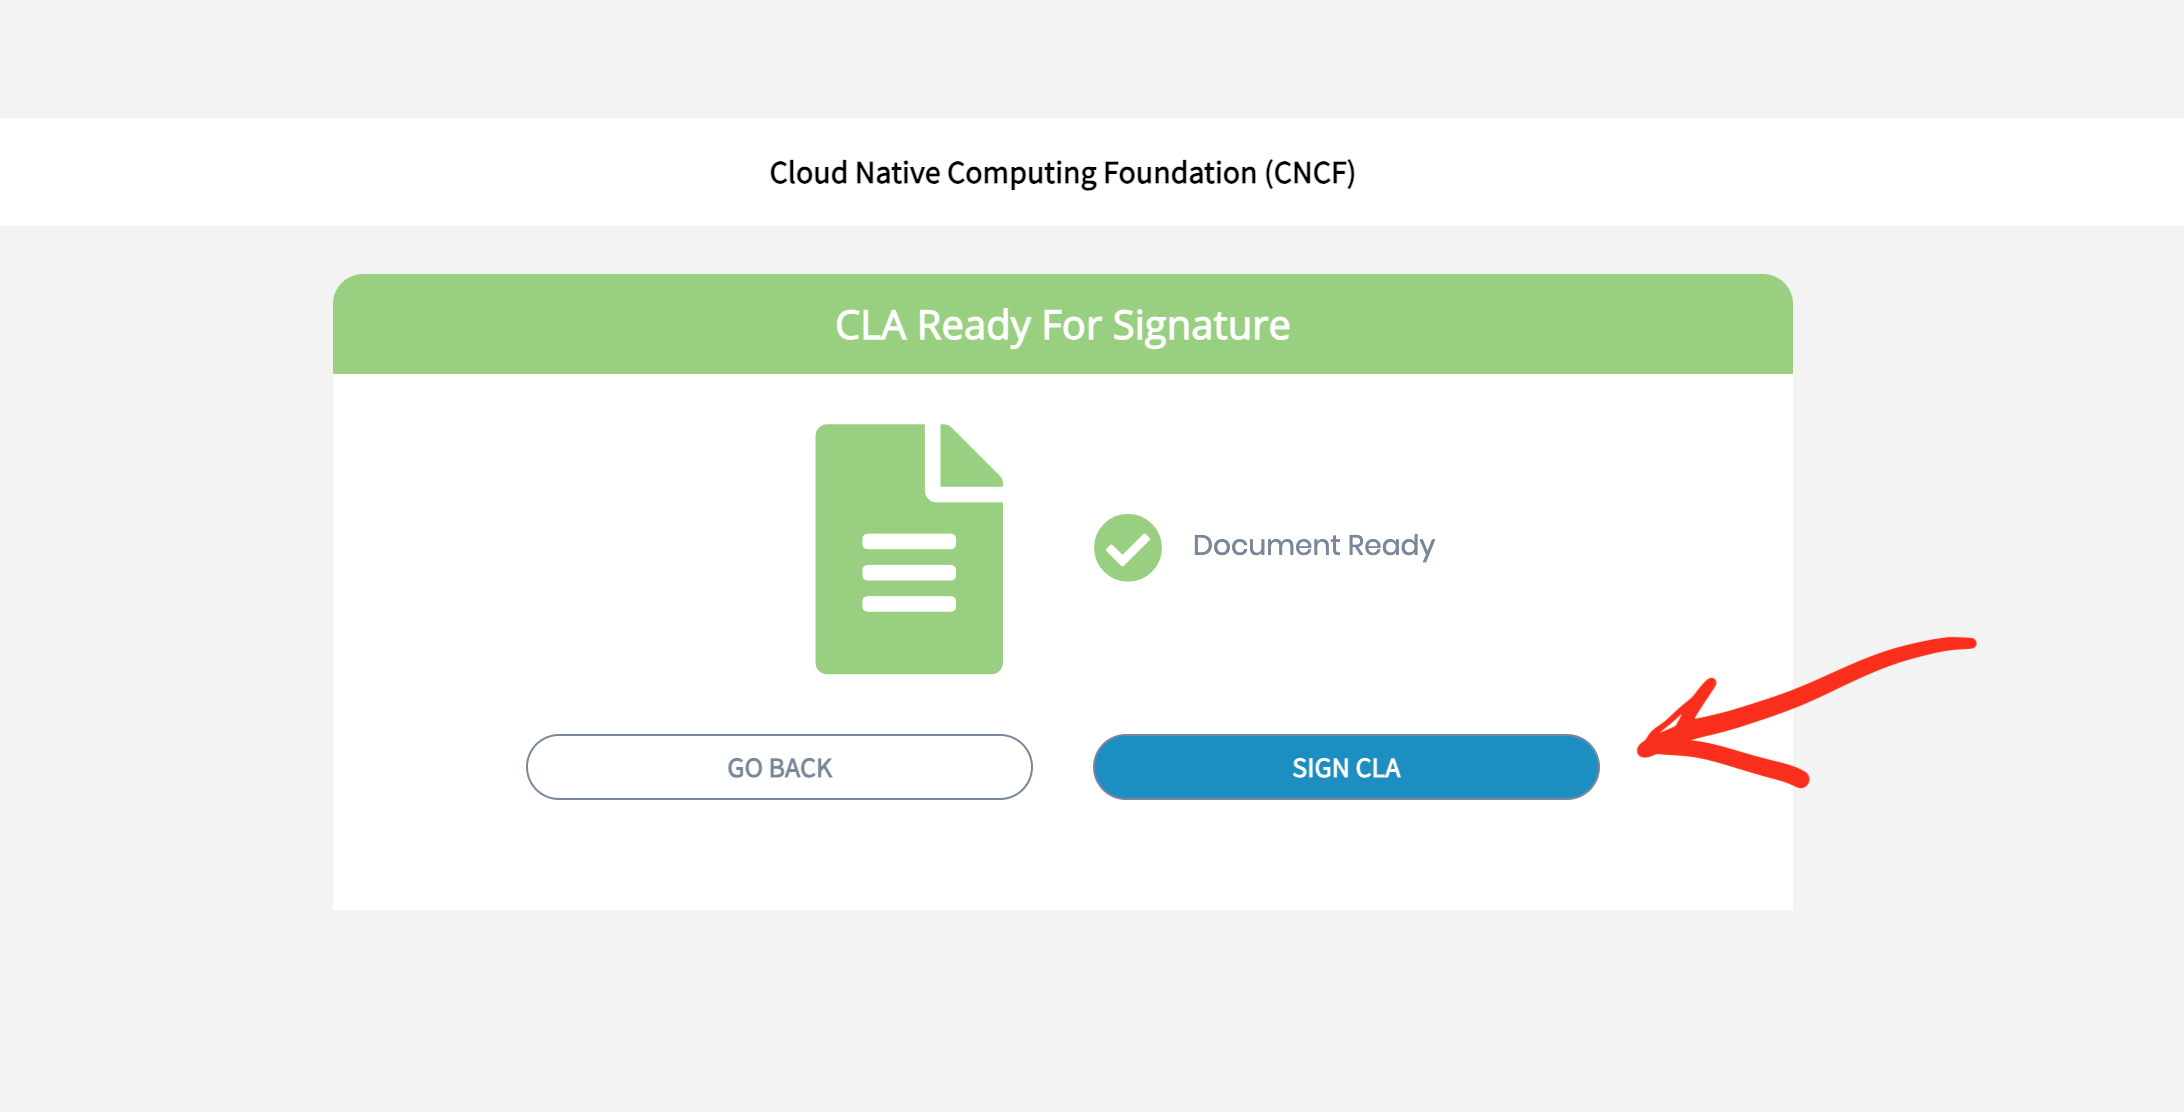 Cloud Native Computing Foundation (CNCF)
CLA Ready For Signature
Document Ready
GO BACK
SIGN CLA